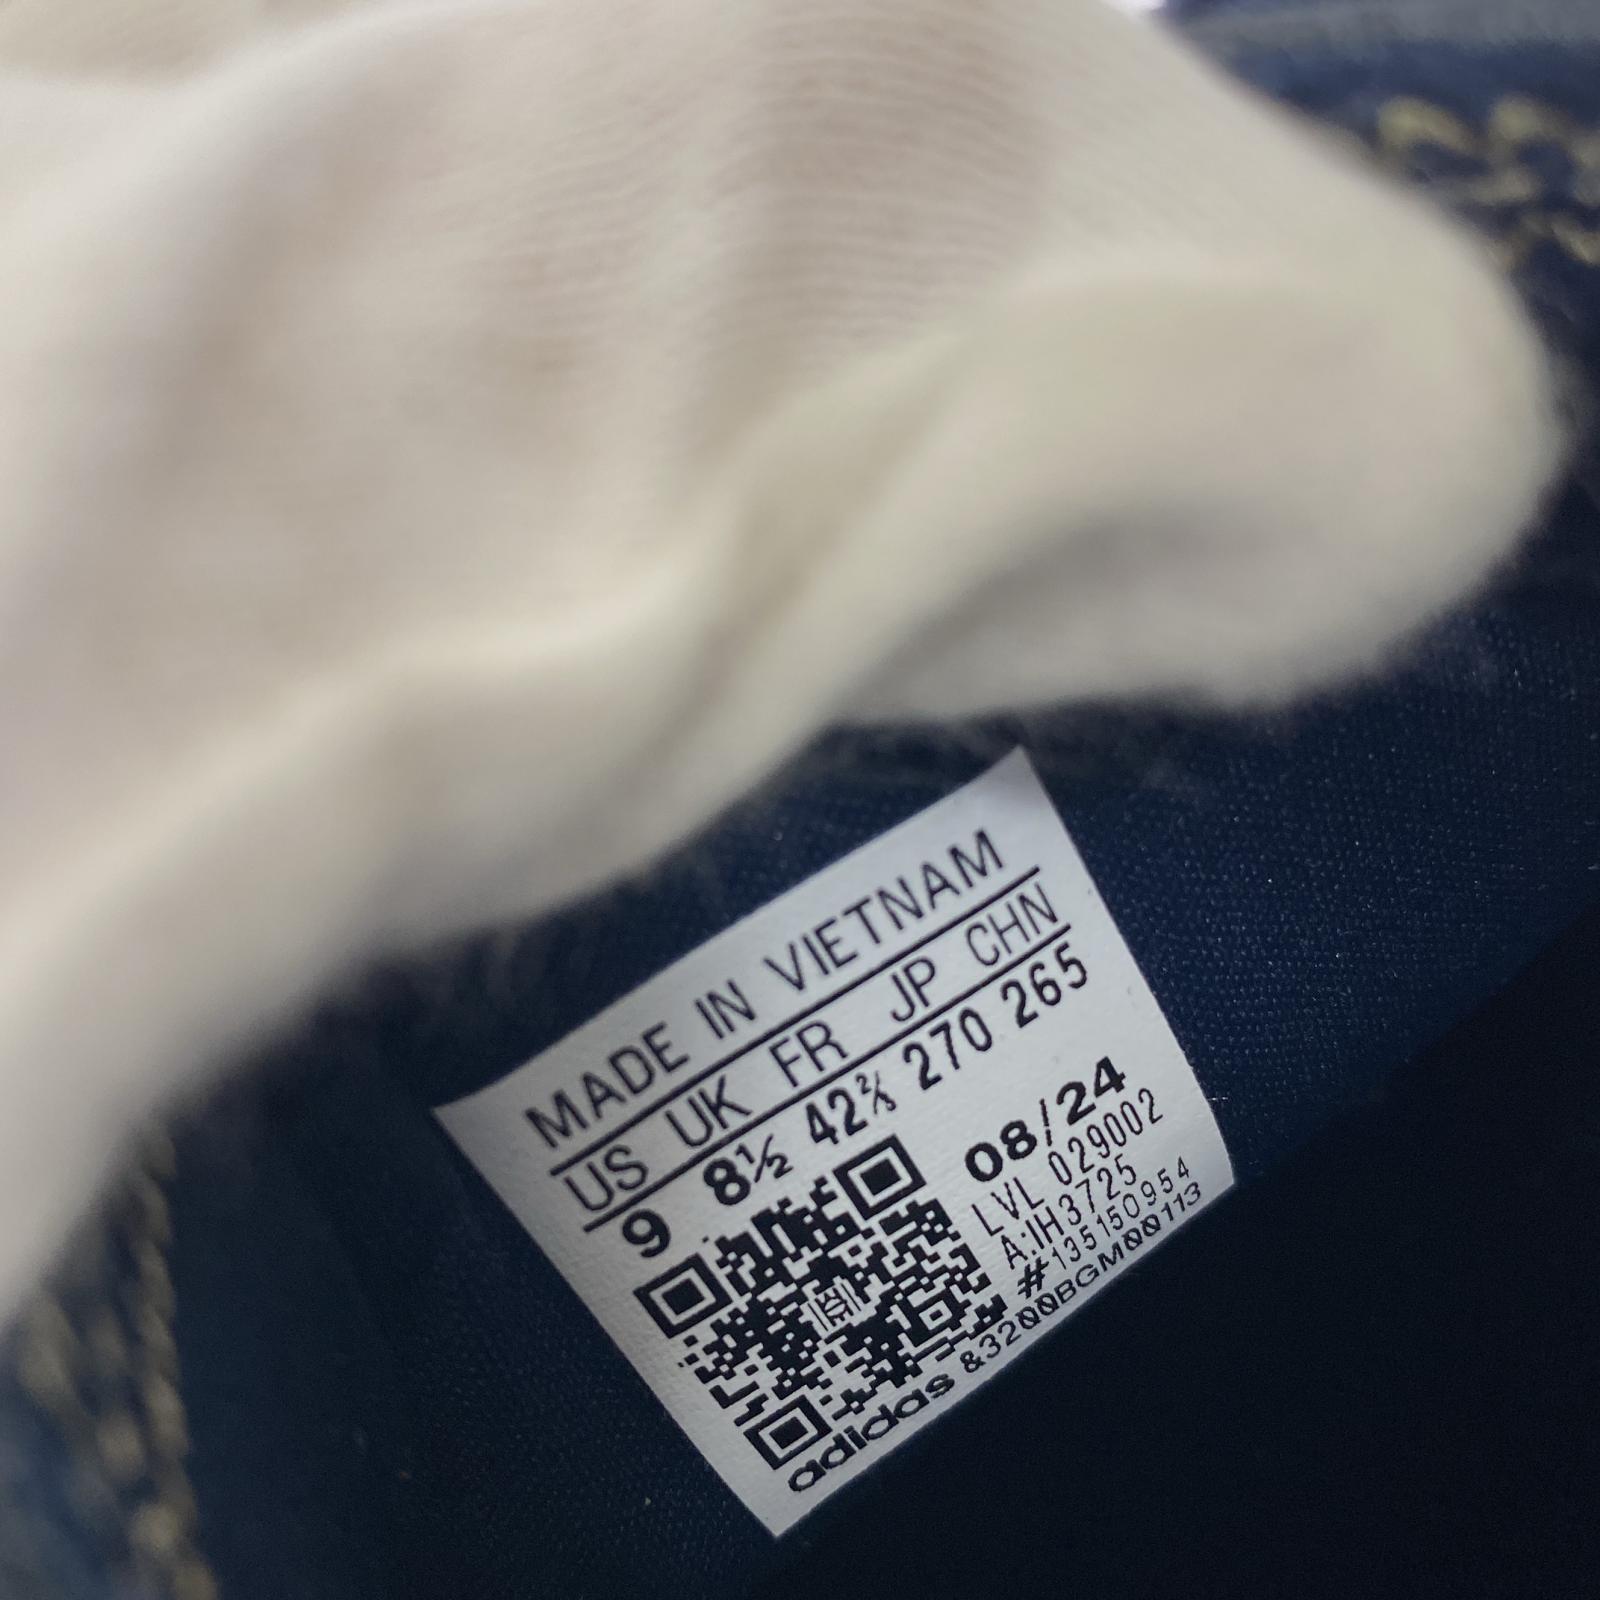 MADE IN VIETNAM
US UK FR JP CHN
9 8½ 42⅔ 270 265
08/24
LVL 029002
A:IH3725
#135150954
adidas &3200BGM00113